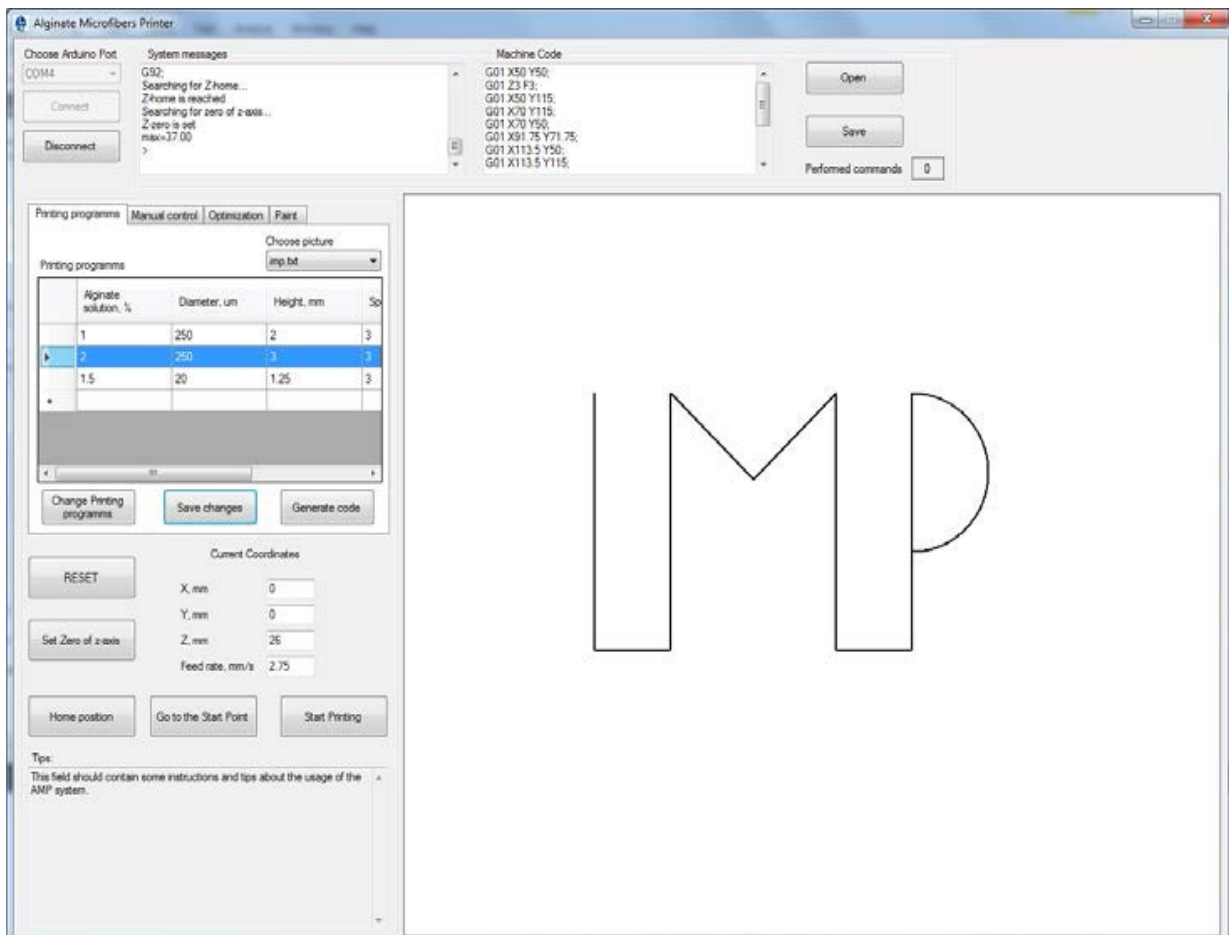 Alginate Microfibers Printer
Choose Arduino Port
COM4
Connect
Disconnect
System messages
G92;
Searching for Z-home...
Z-home is reached
Searching for zero of z-axis...
Z-zero is set
max=37.00
>
Machine Code
G01 X50 Y50;
G01 Z3 F3;
G01 X50 Y115;
G01 X70 Y115;
G01 X70 Y50;
G01 X91.75 Y71.75;
G01 X113.5 Y50;
G01 X113.5 Y115;
Open
Save
Performed commands 0
Printing programms Manual control Optimization Paint
Choose picture
Printing programms
imp.txt
Alginate solution, % Diameter, um Height, mm Sp
1 250 2 3
2 250 3 3
1.5 20 1.25 3
Change Printing programms
Save changes
Generate code
RESET
Set Zero of z-axis
Current Coordinates
X, mm 0
Y, mm 0
Z, mm 26
Feed rate, mm/s 2.75
Home position
Go to the Start Point
Start Printing
Tips:
This field should contain some instructions and tips about the usage of the
AMP system.
IMP